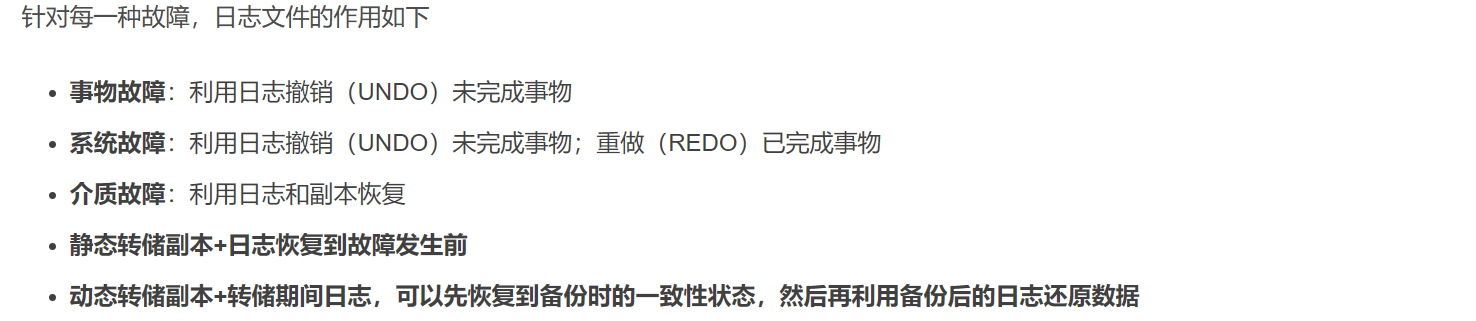 针对每一种故障，日志文件的作用如下
• 事物故障：利用日志撤销（UNDO）未完成事物
• 系统故障：利用日志撤销（UNDO）未完成事物；重做（REDO）已完成事物
• 介质故障：利用日志和副本恢复
• 静态转储副本+日志恢复到故障发生前
• 动态转储副本+转储期间日志，可以先恢复到备份时的一致性状态，然后再利用备份后的日志还原数据